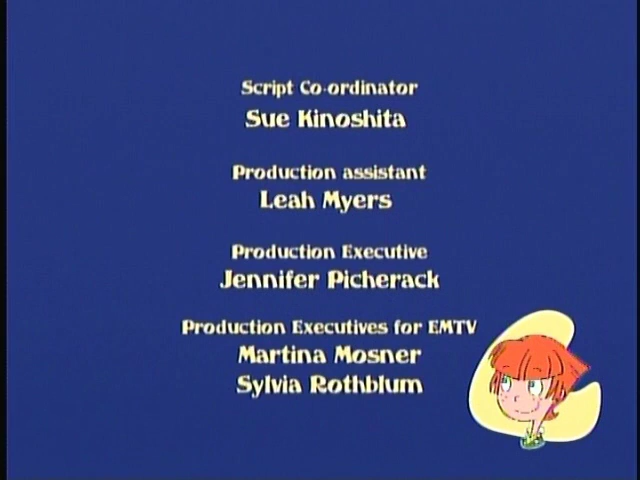 Script Co-ordinator
Sue Kinoshita
Production assistant
Leah Myers
Production Executive
Jennifer Picherack
Production Executives for EMTV
Martina Mosner
Sylvia Rothblum